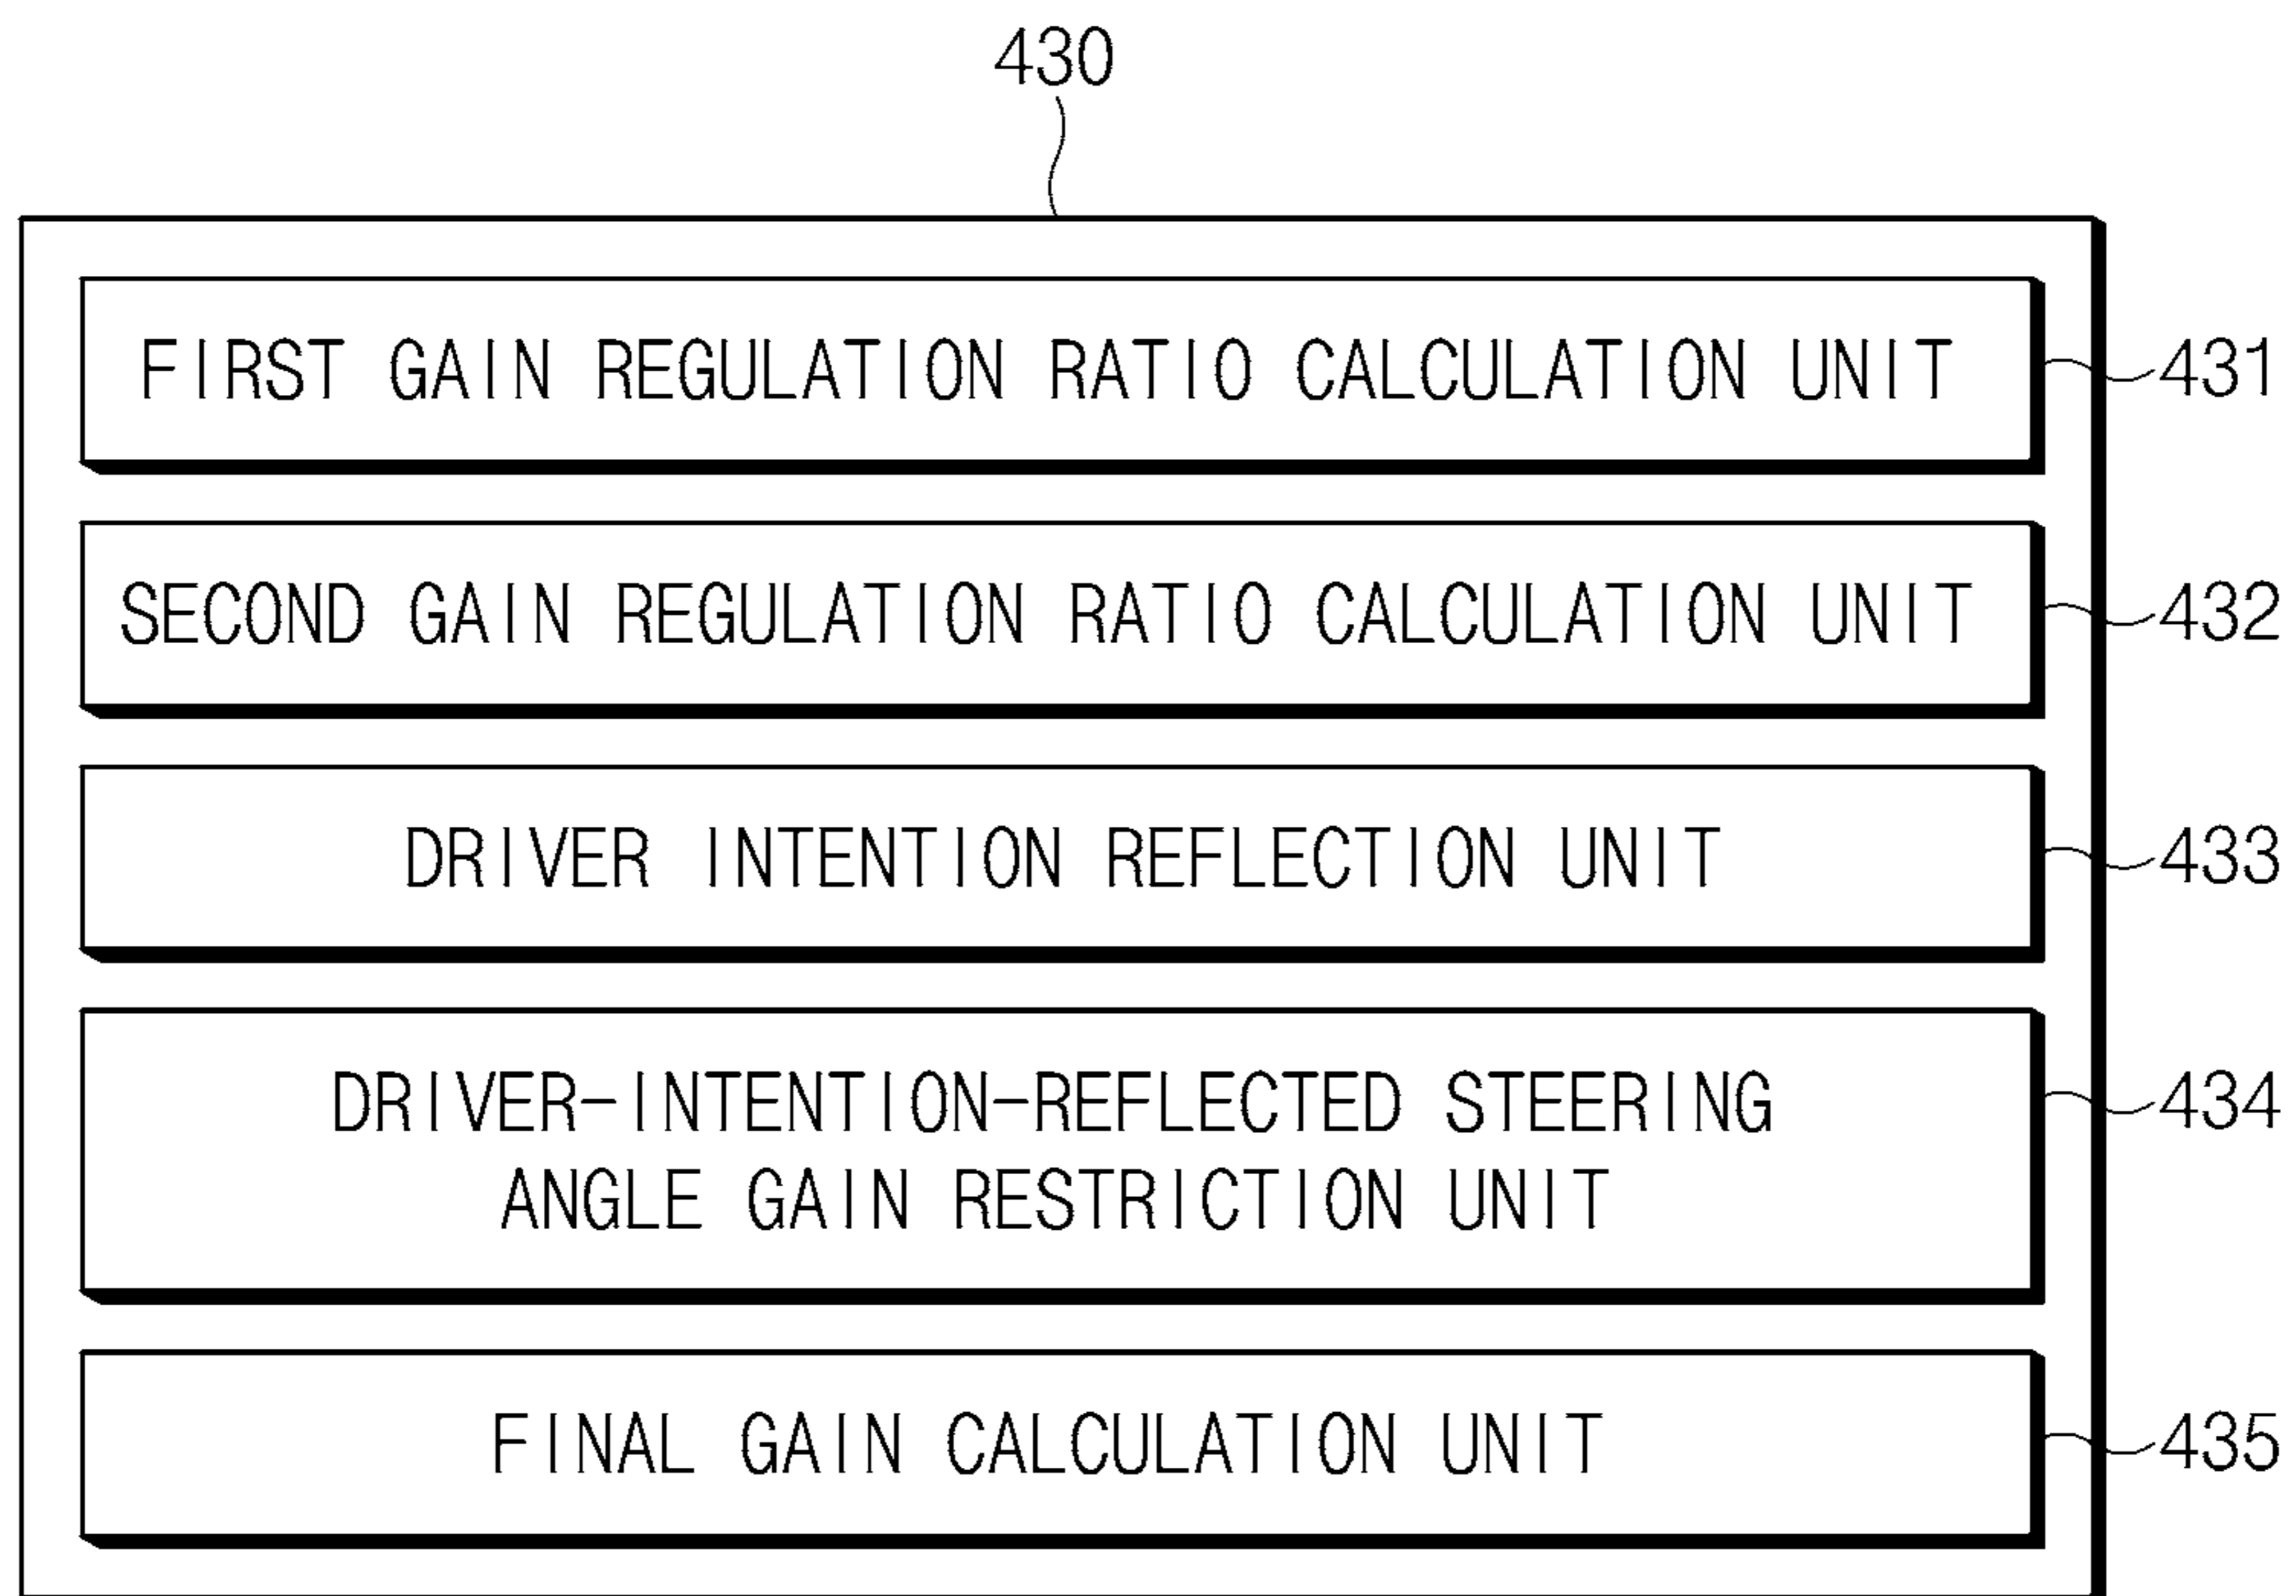 430
FIRST GAIN REGULATION RATIO CALCULATION UNIT 431
SECOND GAIN REGULATION RATIO CALCULATION UNIT 432
DRIVER INTENTION REFLECTION UNIT 433
DRIVER-INTENTION-REFLECTED STEERING 434
ANGLE GAIN RESTRICTION UNIT
FINAL GAIN CALCULATION UNIT 435